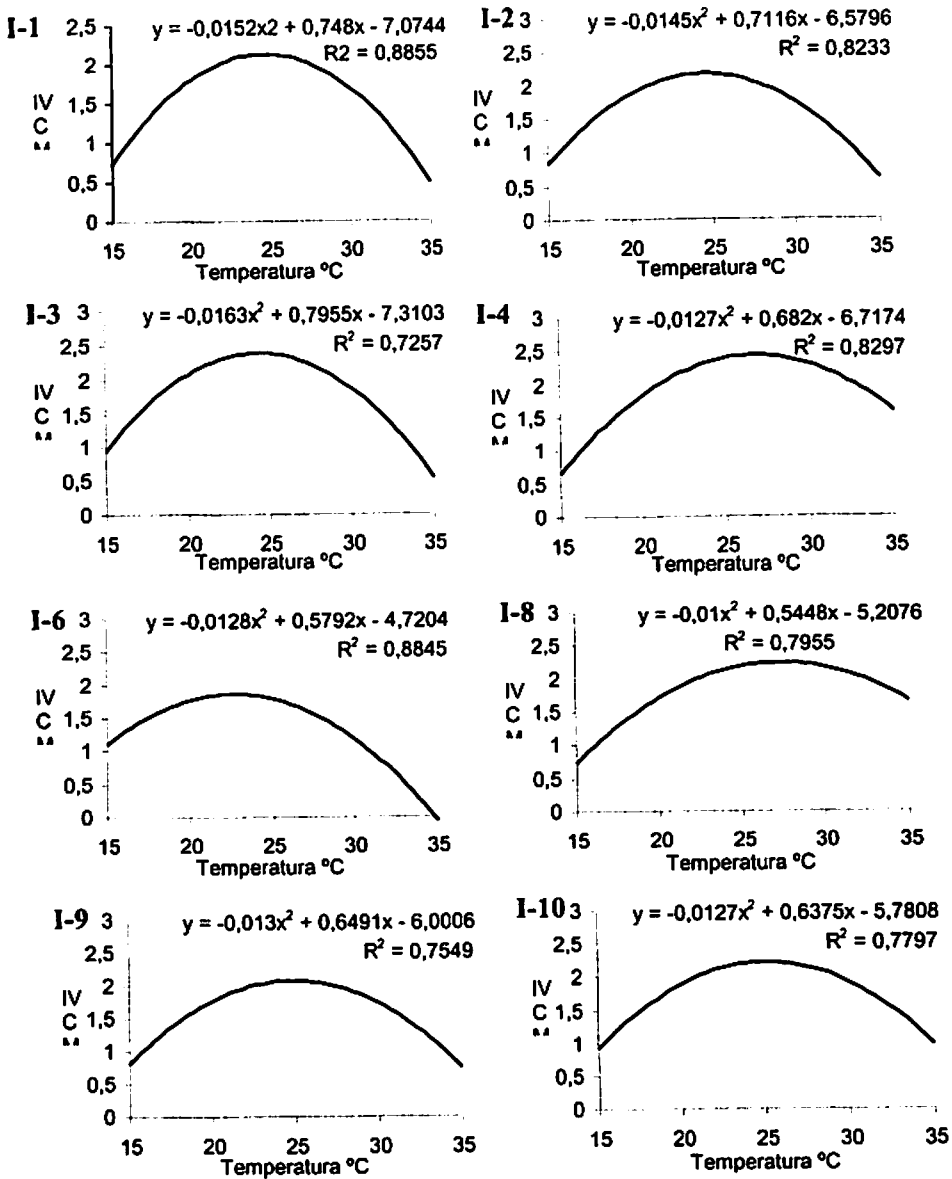 I-1
y = -0,0152x2 + 0,748x - 7,0744
R2 = 0,8855
2,5
2
1,5
1
0,5
0
IV
C
15 20 25 30 35
Temperatura ºC
I-2
y = -0,0145x² + 0,7116x - 6,5796
R² = 0,8233
3
2,5
2
1,5
1
0,5
0
IV
C
15 20 25 30 35
Temperatura ºC
I-3
y = -0,0163x² + 0,7955x - 7,3103
R² = 0,7257
3
2,5
2
1,5
1
0,5
0
IV
C
15 20 25 30 35
Temperatura ºC
I-4
y = -0,0127x² + 0,682x - 6,7174
R² = 0,8297
3
2,5
2
1,5
1
0,5
0
IV
C
15 20 25 30 35
Temperatura ºC
I-6
y = -0,0128x² + 0,5792x - 4,7204
R² = 0,8845
3
2,5
2
1,5
1
0,5
0
IV
C
15 20 25 30 35
Temperatura ºC
I-8
y = -0,01x² + 0,5448x - 5,2076
R² = 0,7955
3
2,5
2
1,5
1
0,5
0
IV
C
15 20 25 30 35
Temperatura ºC
I-9
y = -0,013x² + 0,6491x - 6,0006
R² = 0,7549
3
2,5
2
1,5
1
0,5
0
IV
C
15 20 25 30 35
Temperatura ºC
I-10
y = -0,0127x² + 0,6375x - 5,7808
R² = 0,7797
3
2,5
2
1,5
1
0,5
0
IV
C
15 20 25 30 35
Temperatura ºC